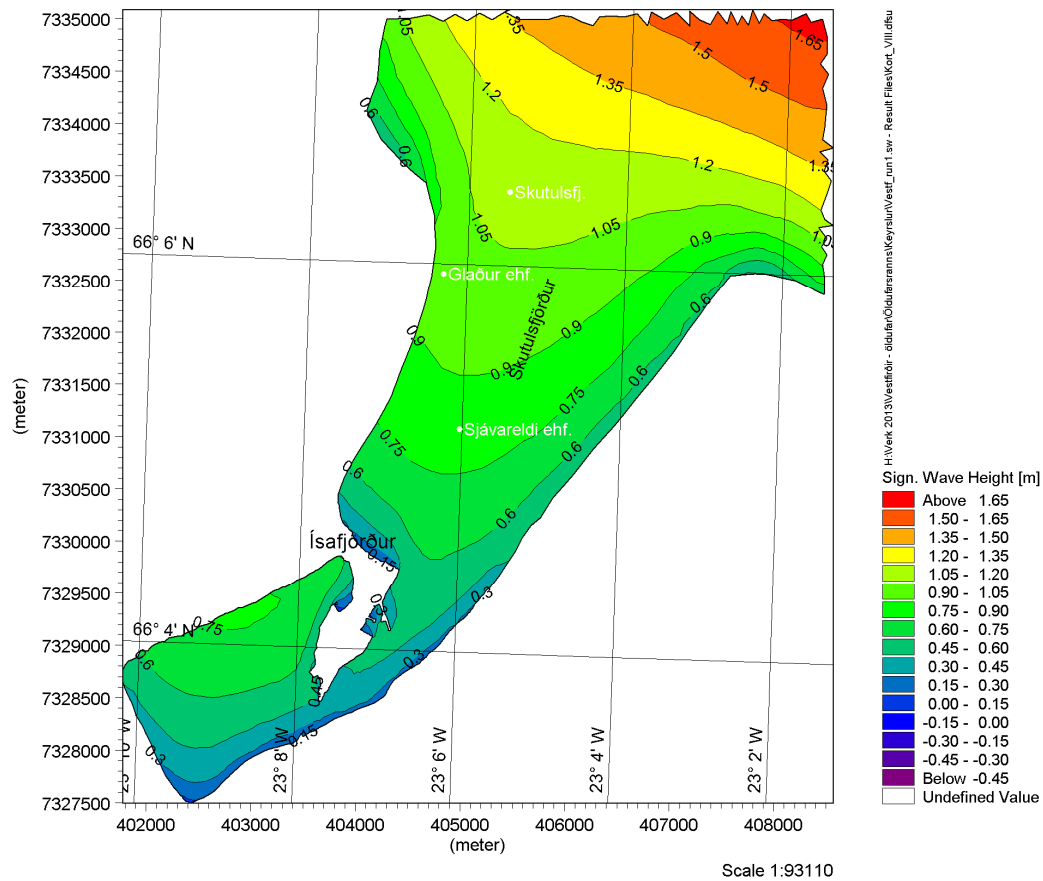 7335000
7334500
7334000
7333500
7333000
7332500
7332000
7331500
7331000
7330500
7330000
7329500
7329000
7328500
7328000
7327500
(meter)
402000 403000 404000 405000 406000 407000 408000
(meter)
Scale 1:93110
66° 6' N
66° 4' N
23° 8' W
23° 6' W
23° 4' W
23° 2' W
1.65
1.5
1.5
1.35
1.35
1.2
1.2
1.05
1.05
0.9
0.9
0.9
0.9
0.75
0.75
0.75
0.6
0.6
0.6
0.6
0.6
0.6
0.6
0.6
0.6
0.45
0.3
0.3
0.3
0.15
0.15
Skutulsfj.
Glaður ehf.
Skutulsfjörður
Sjávareldi ehf.
Ísafjörður
H:\Verk 2013\Vestfirðir - öldufar\Öldufarsranns\Keyrslur\Vestf_run1.sw - Result Files\Kort_VIII.dfsu
Sign. Wave Height [m]
Above 1.65
1.50 - 1.65
1.35 - 1.50
1.20 - 1.35
1.05 - 1.20
0.90 - 1.05
0.75 - 0.90
0.60 - 0.75
0.45 - 0.60
0.30 - 0.45
0.15 - 0.30
0.00 - 0.15
-0.15 - 0.00
-0.30 - -0.15
-0.45 - -0.30
Below -0.45
Undefined Value